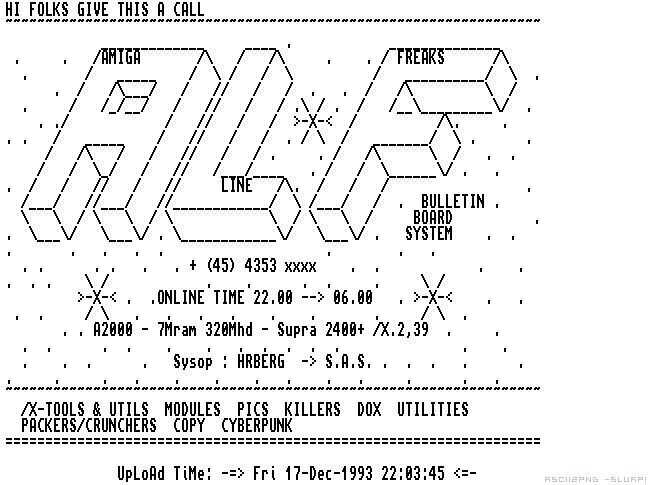 HI FOLKS GIVE THIS A CALL
AMIGA FREAKS
LINE
BULLETIN
BOARD
SYSTEM
+ (45) 4353 xxxx
>-X-<
>-X-< .ONLINE TIME 22.00 --> 06.00 >-X-<
A2000 - 7Mram 320Mhd - Supra 2400+ /X.2,39
Sysop : HRBERG -> S.A.S.
/X-TOOLS & UTILS MODULES PICS KILLERS DOX UTILITIES
PACKERS/CRUNCHERS COPY CYBERPUNK
UpLoAd TiMe: -=> Fri 17-Dec-1993 22:03:45 <=-
ASCII2PNG -SLURP!